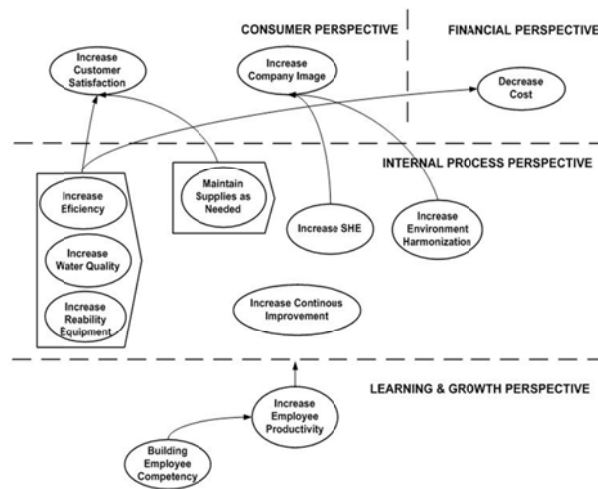 CONSUMER PERSPECTIVE
FINANCIAL PERSPECTIVE
Increase
Customer
Satisfaction
Increase
Company Image
Decrease
Cost
INTERNAL PROCESS PERSPECTIVE
Increase
Eficiency
Maintain
Supplies as
Needed
Increase SHE
Increase
Environment
Harmonization
Increase
Water Quality
Increase
Reability
Equipment
Increase Continous
Improvement
LEARNING & GROWTH PERSPECTIVE
Increase
Employee
Productivity
Building
Employee
Competency